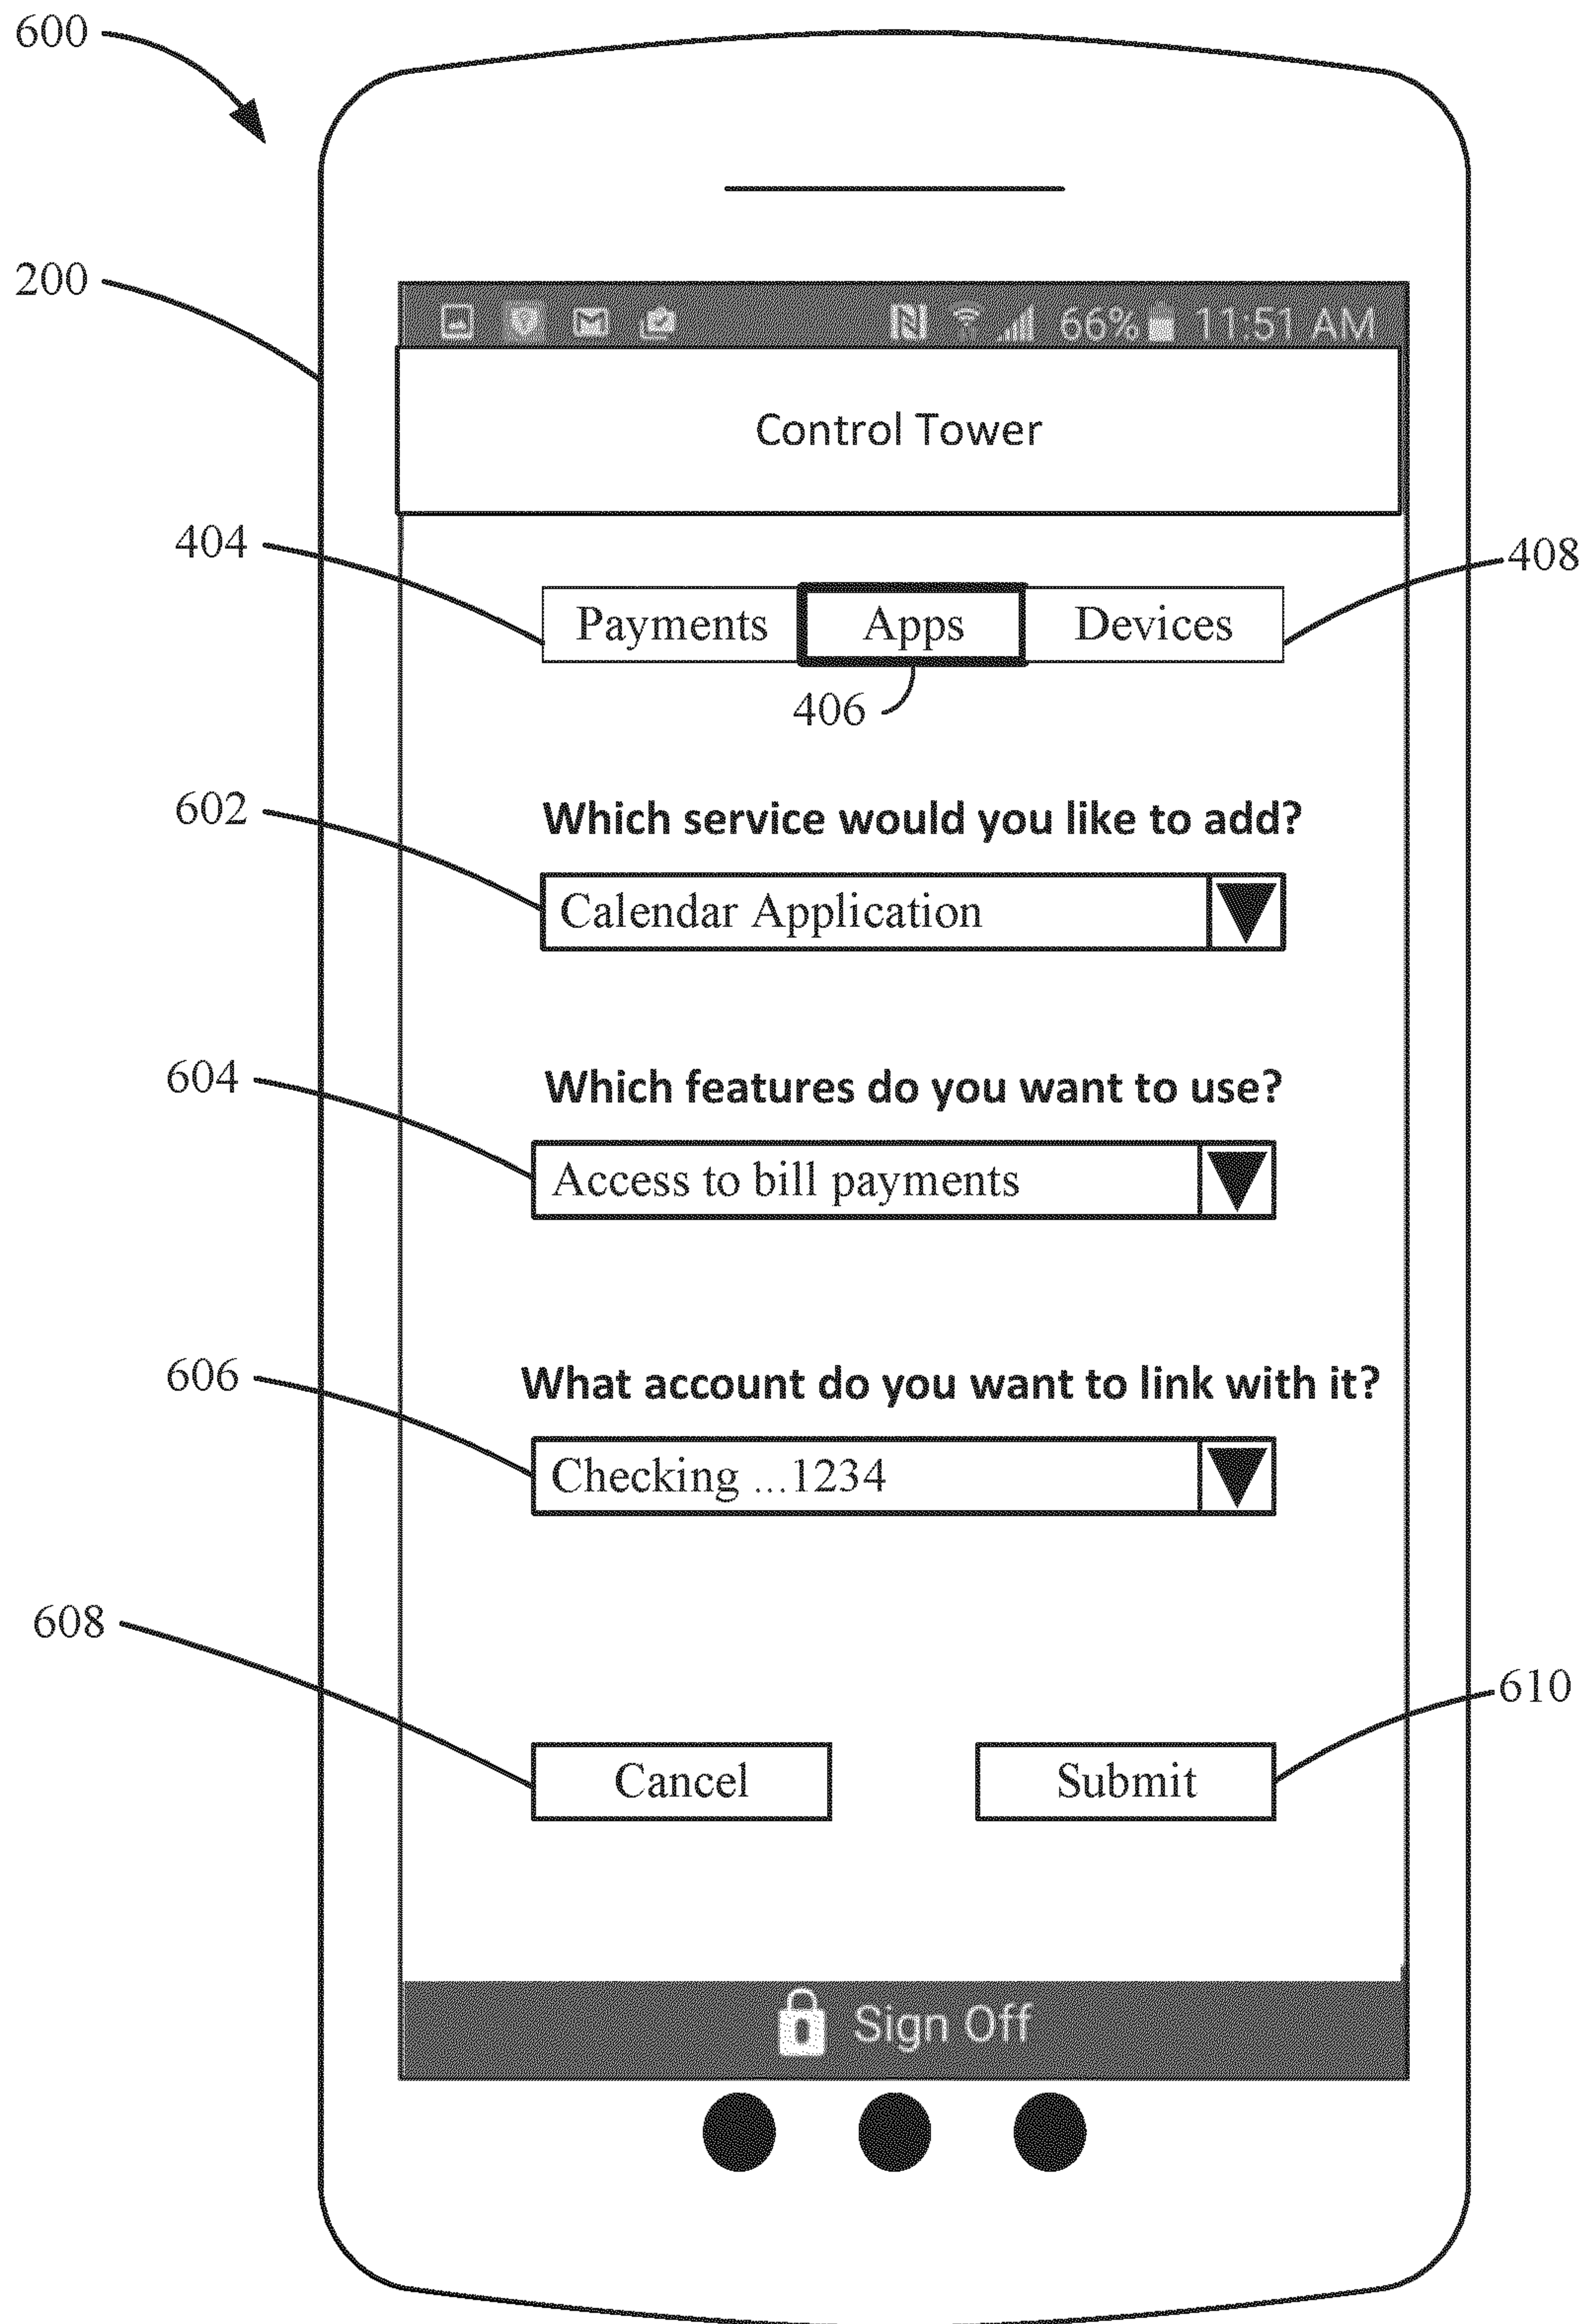 600
200
66% 11:51 AM
Control Tower
404
408
Payments Apps Devices
406
602
Which service would you like to add?
Calendar Application
604
Which features do you want to use?
Access to bill payments
606
What account do you want to link with it?
Checking ...1234
608
610
Cancel Submit
Sign Off